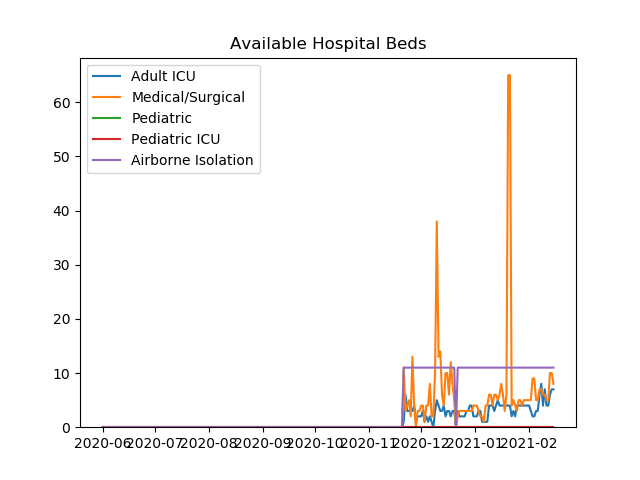 Available Hospital Beds
Adult ICU
Medical/Surgical
Pediatric
Pediatric ICU
Airborne Isolation
60
50
40
30
20
10
0
2020-06 2020-07 2020-08 2020-09 2020-10 2020-11 2020-12 2021-01 2021-02